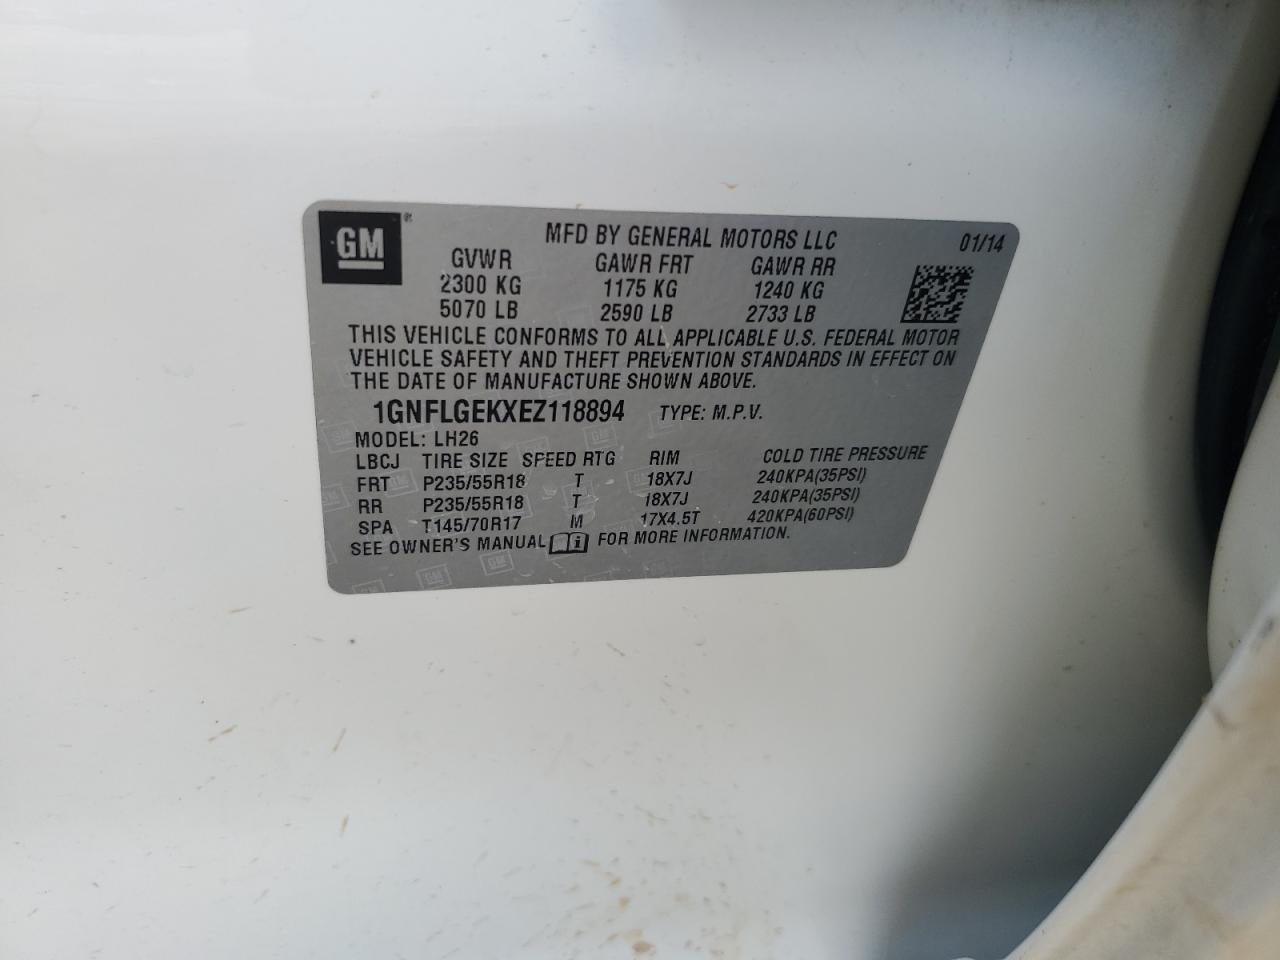 GM®
MFD BY GENERAL MOTORS LLC 01/14
GVWR GAWR FRT GAWR RR
2300 KG 1175 KG 1240 KG
5070 LB 2590 LB 2733 LB
THIS VEHICLE CONFORMS TO ALL APPLICABLE U.S. FEDERAL MOTOR
VEHICLE SAFETY AND THEFT PREVENTION STANDARDS IN EFFECT ON
THE DATE OF MANUFACTURE SHOWN ABOVE.
1GNFLGEKXEZ118894 TYPE: M.P.V.
MODEL: LH26
LBCJ TIRE SIZE SPEED RTG RIM COLD TIRE PRESSURE
FRT P235/55R18 T 18X7J 240KPA(35PSI)
RR P235/55R18 T 18X7J 240KPA(35PSI)
SPA T145/70R17 M 17X4.5T 420KPA(60PSI)
SEE OWNER'S MANUAL FOR MORE INFORMATION.